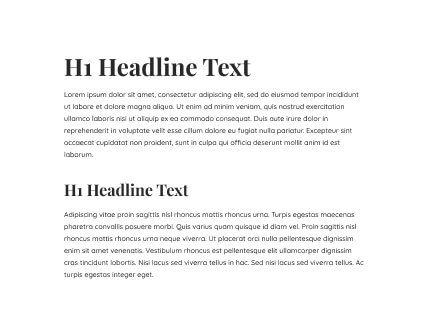 H1 Headline Text
Lorem ipsum dolor sit amet, consectetur adipiscing elit, sed do eiusmod tempor incididunt
ut labore et dolore magna aliqua. Ut enim ad minim veniam, quis nostrud exercitation
ullamco laboris nisi ut aliquip ex ea commodo consequat. Duis aute irure dolor in
reprehenderit in voluptate velit esse cillum dolore eu fugiat nulla pariatur. Excepteur sint
occaecat cupidatat non proident, sunt in culpa qui officia deserunt mollit anim id est
laborum.
H1 Headline Text
Adipiscing vitae proin sagittis nisl rhoncus mattis rhoncus urna. Turpis egestas maecenas
pharetra convallis posuere morbi. Quis varius quam quisque id diam vel. Proin sagittis nisl
rhoncus mattis rhoncus urna neque viverra. Ut placerat orci nulla pellentesque dignissim
enim sit amet venenatis. Vestibulum rhoncus est pellentesque elit ullamcorper dignissim
cras tincidunt lobortis. Nisi lacus sed viverra tellus in hac. Sed nisi lacus sed viverra tellus. Ac
turpis egestas integer eget.